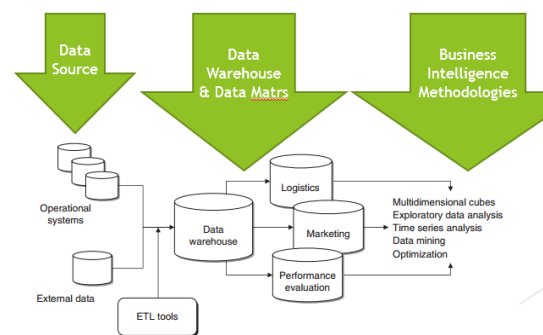 Data
Source
Data
Warehouse
& Data Matrs
Business
Intelligence
Methodologies
Operational
systems
External data
ETL tools
Data
warehouse
Logistics
Marketing
Performance
evaluation
Multidimensional cubes
Exploratory data analysis
Time series analysis
Data mining
Optimization